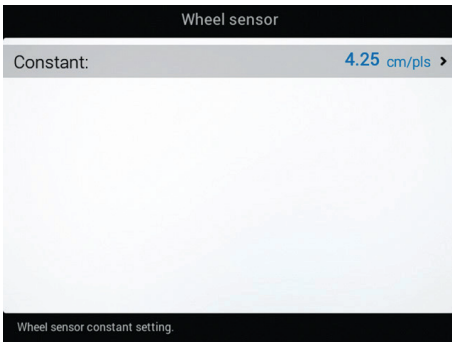 Wheel sensor
Constant: 4.25 cm/pls >
Wheel sensor constant setting.